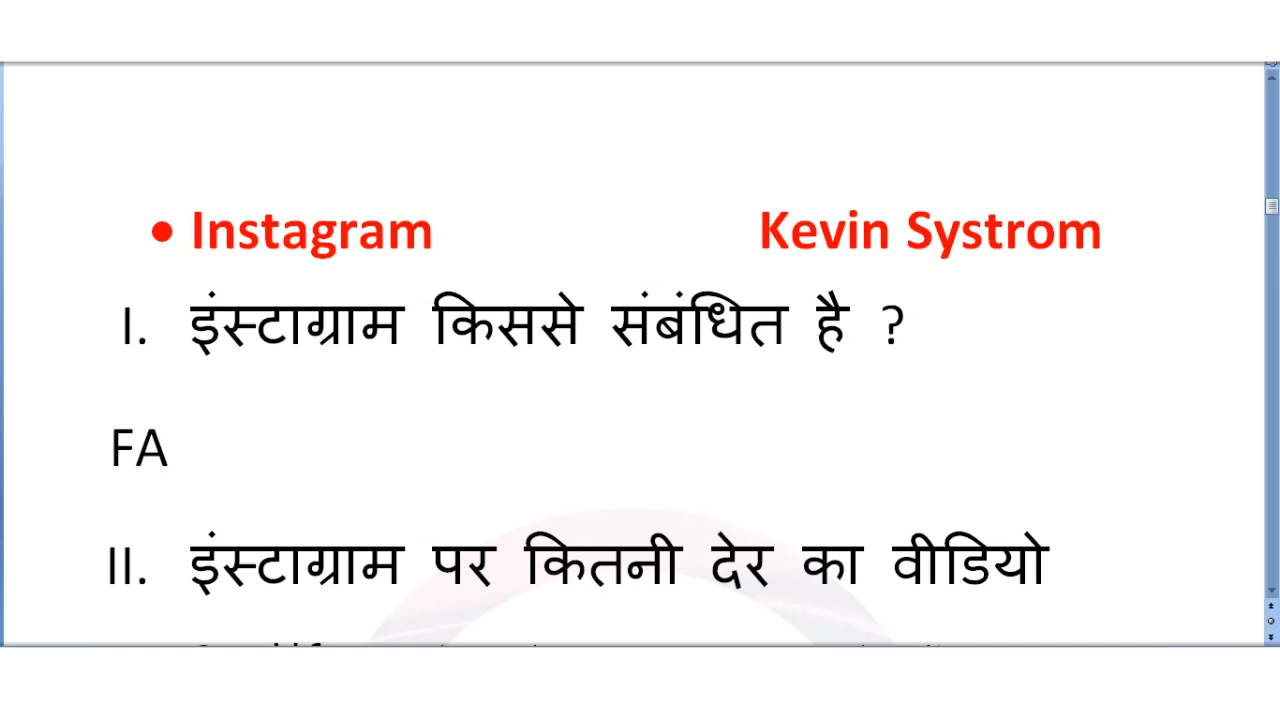 • Instagram Kevin Systrom
I. इंस्टाग्राम किससे संबंधित है ?
FA
II. इंस्टाग्राम पर कितनी देर का वीडियो